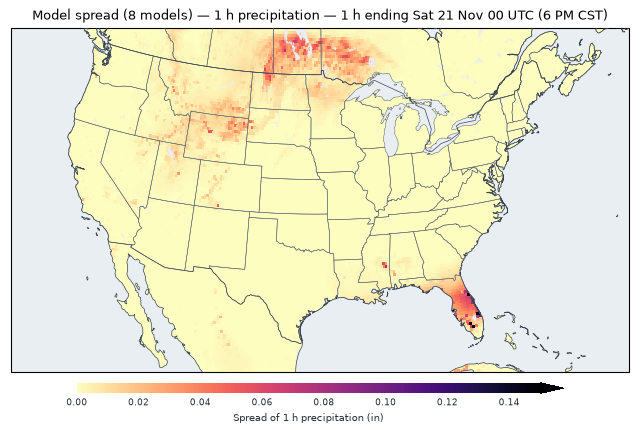 Model spread (8 models) — 1 h precipitation — 1 h ending Sat 21 Nov 00 UTC (6 PM CST)
0.00 0.02 0.04 0.06 0.08 0.10 0.12 0.14
Spread of 1 h precipitation (in)